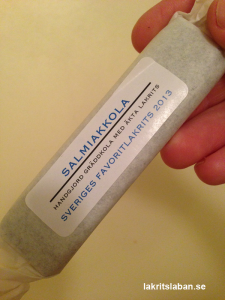 SALMIAKKOLA
HANDGJORD GRÄDDKOLA MED ÄKTA LAKRITS
SVERIGES FAVORITLAKRITS 2013
lakritslaban.se